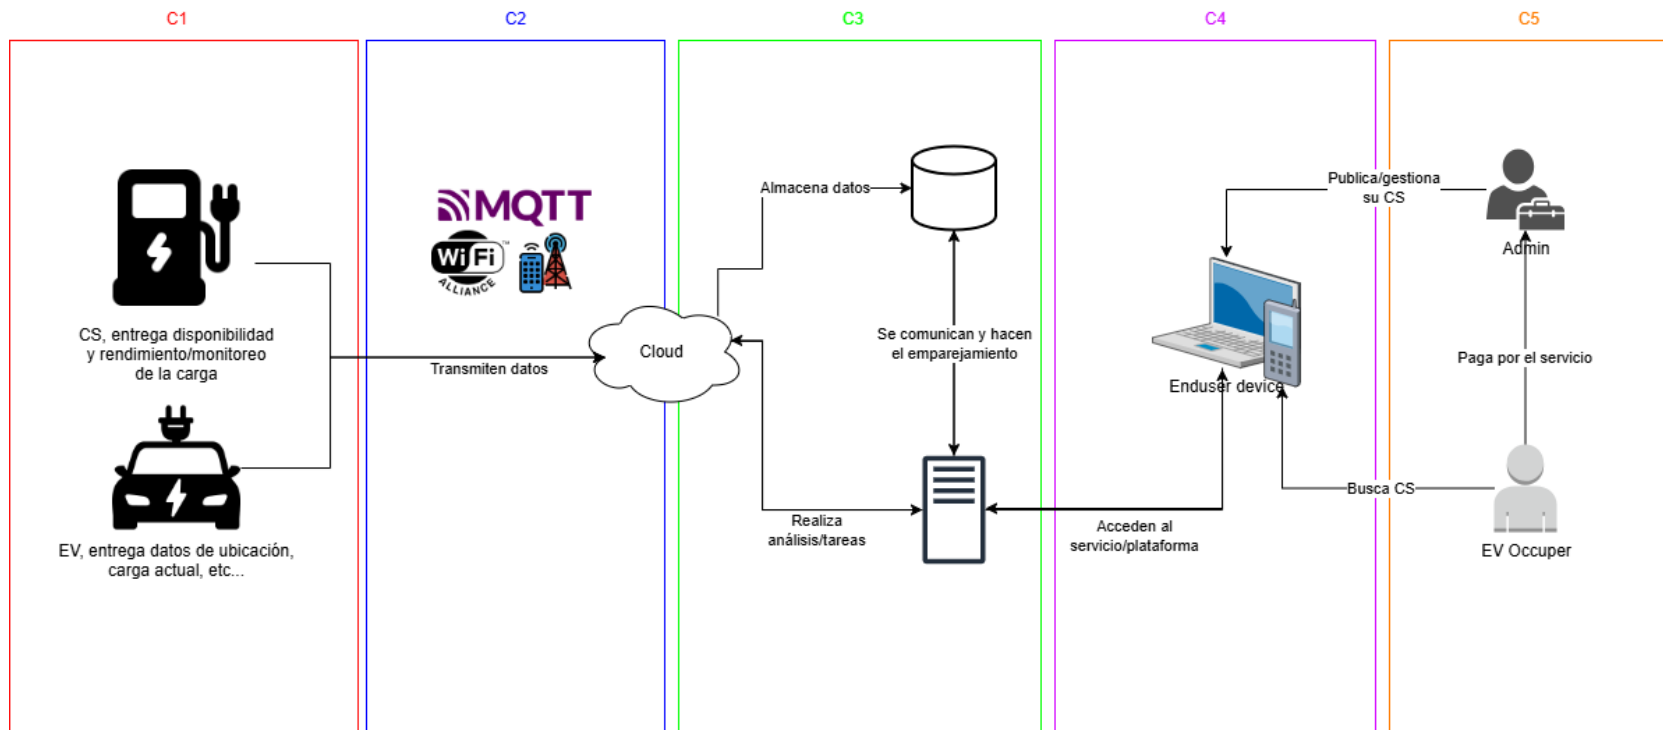 C1
C2
C3
C4
C5
CS, entrega disponibilidad
y rendimiento/monitoreo
de la carga
EV, entrega datos de ubicación,
carga actual, etc...
MQTT
WiFi
TM
ALLIANCE
Transmiten datos
Cloud
Almacena datos
Se comunican y hacen
el emparejamiento
Realiza
análisis/tareas
Enduser device
Acceden al
servicio/plataforma
Publica/gestiona
su CS
Admin
Paga por el servicio
Busca CS
EV Occuper